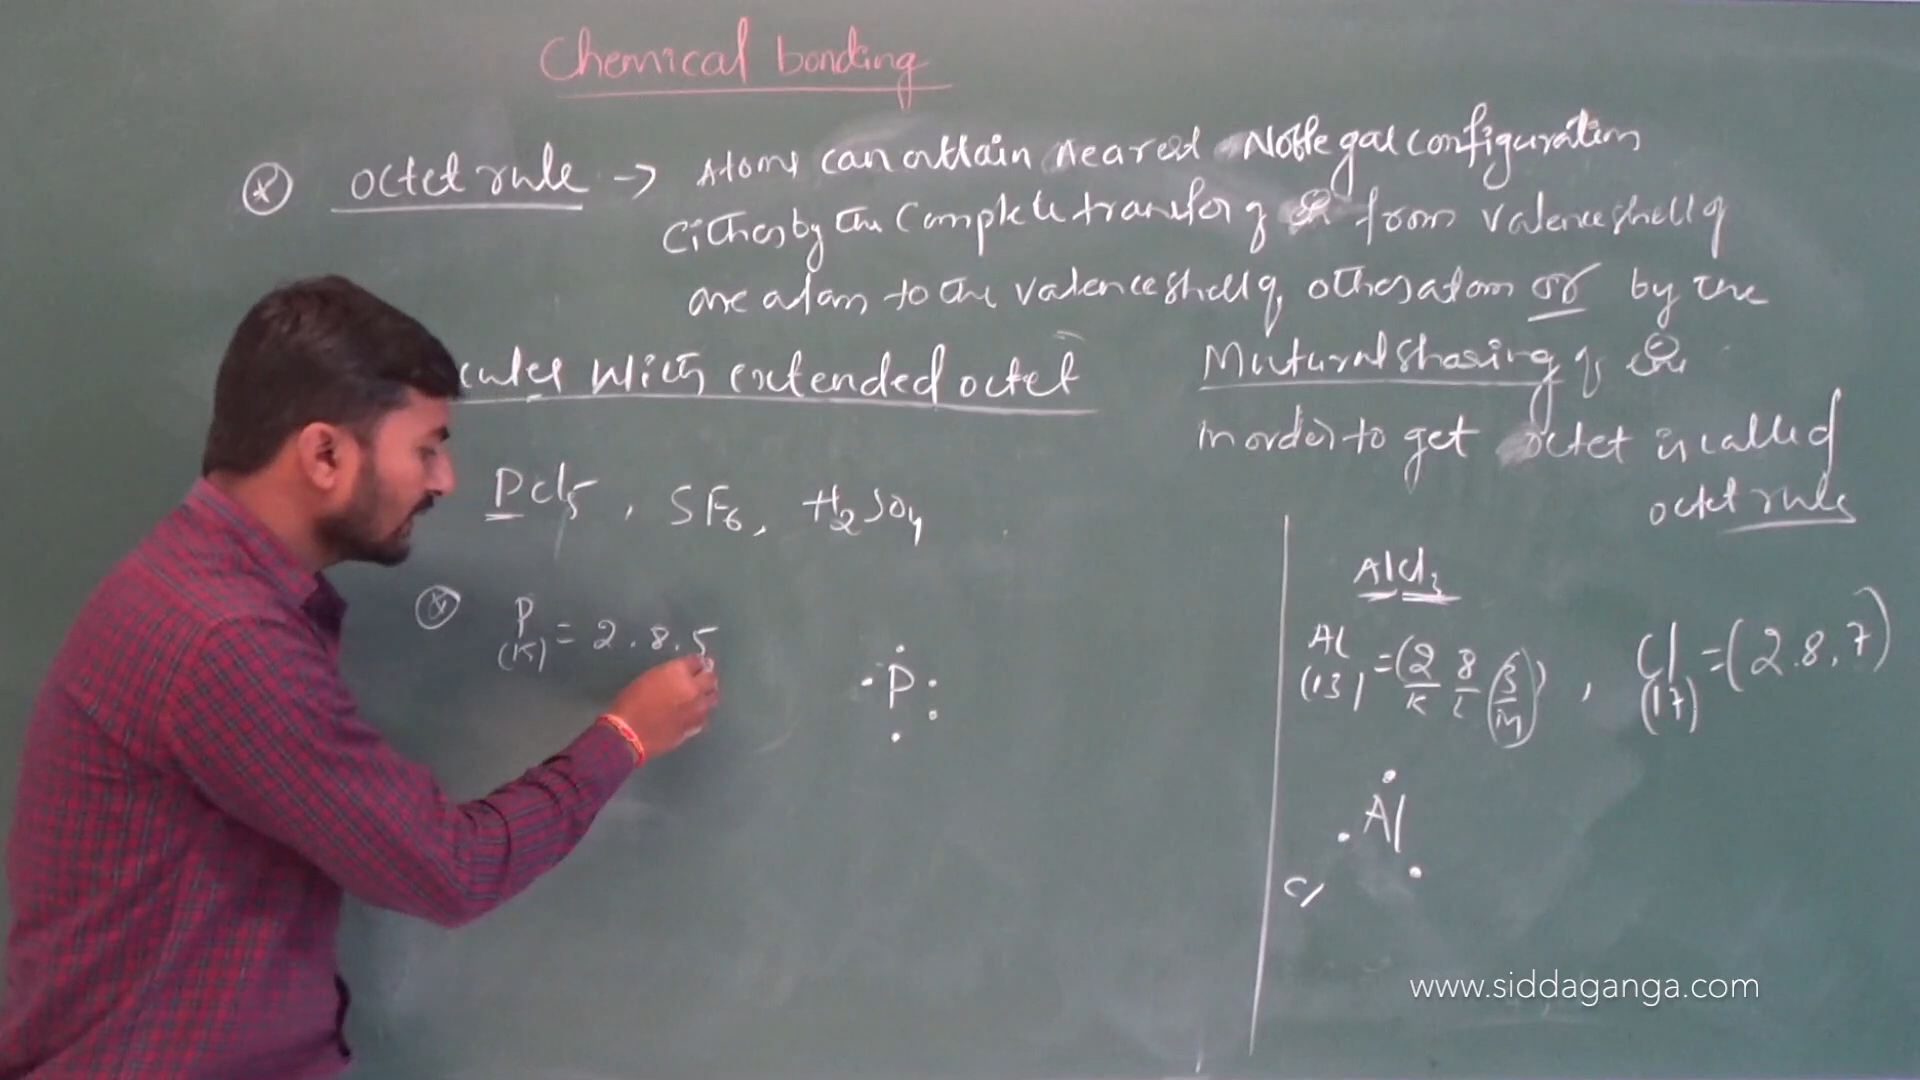 Chemical bonding
octet rule → Atoms can attain neared Noble gas configuration
either by the complete transfer of from valence shell of
one atom to the valence shell of other atom or by the
Mutural sharing of
in order to get octet is called
octet rule
cules with extended octet
PCl5, SF6, H2SO4
P = 2.8.5
(15)
P
AlCl3
Al = (2 8 3), Cl = (2.8.7)
(13) K L M (17)
Al
Cl
www.siddaganga.com